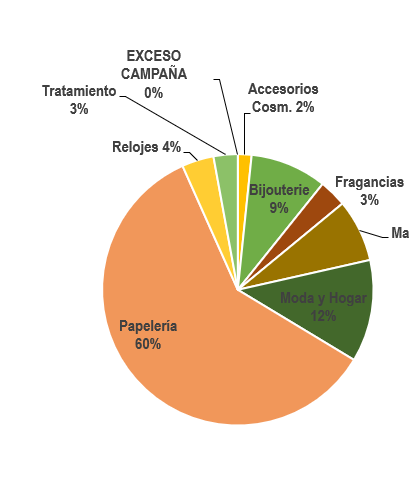 EXCESO
CAMPAÑA
0%
Accesorios
Cosm. 2%
Tratamiento
3%
Relojes 4%
Bijouterie
9%
Fragancias
3%
Ma
Moda y Hogar
12%
Papelería
60%